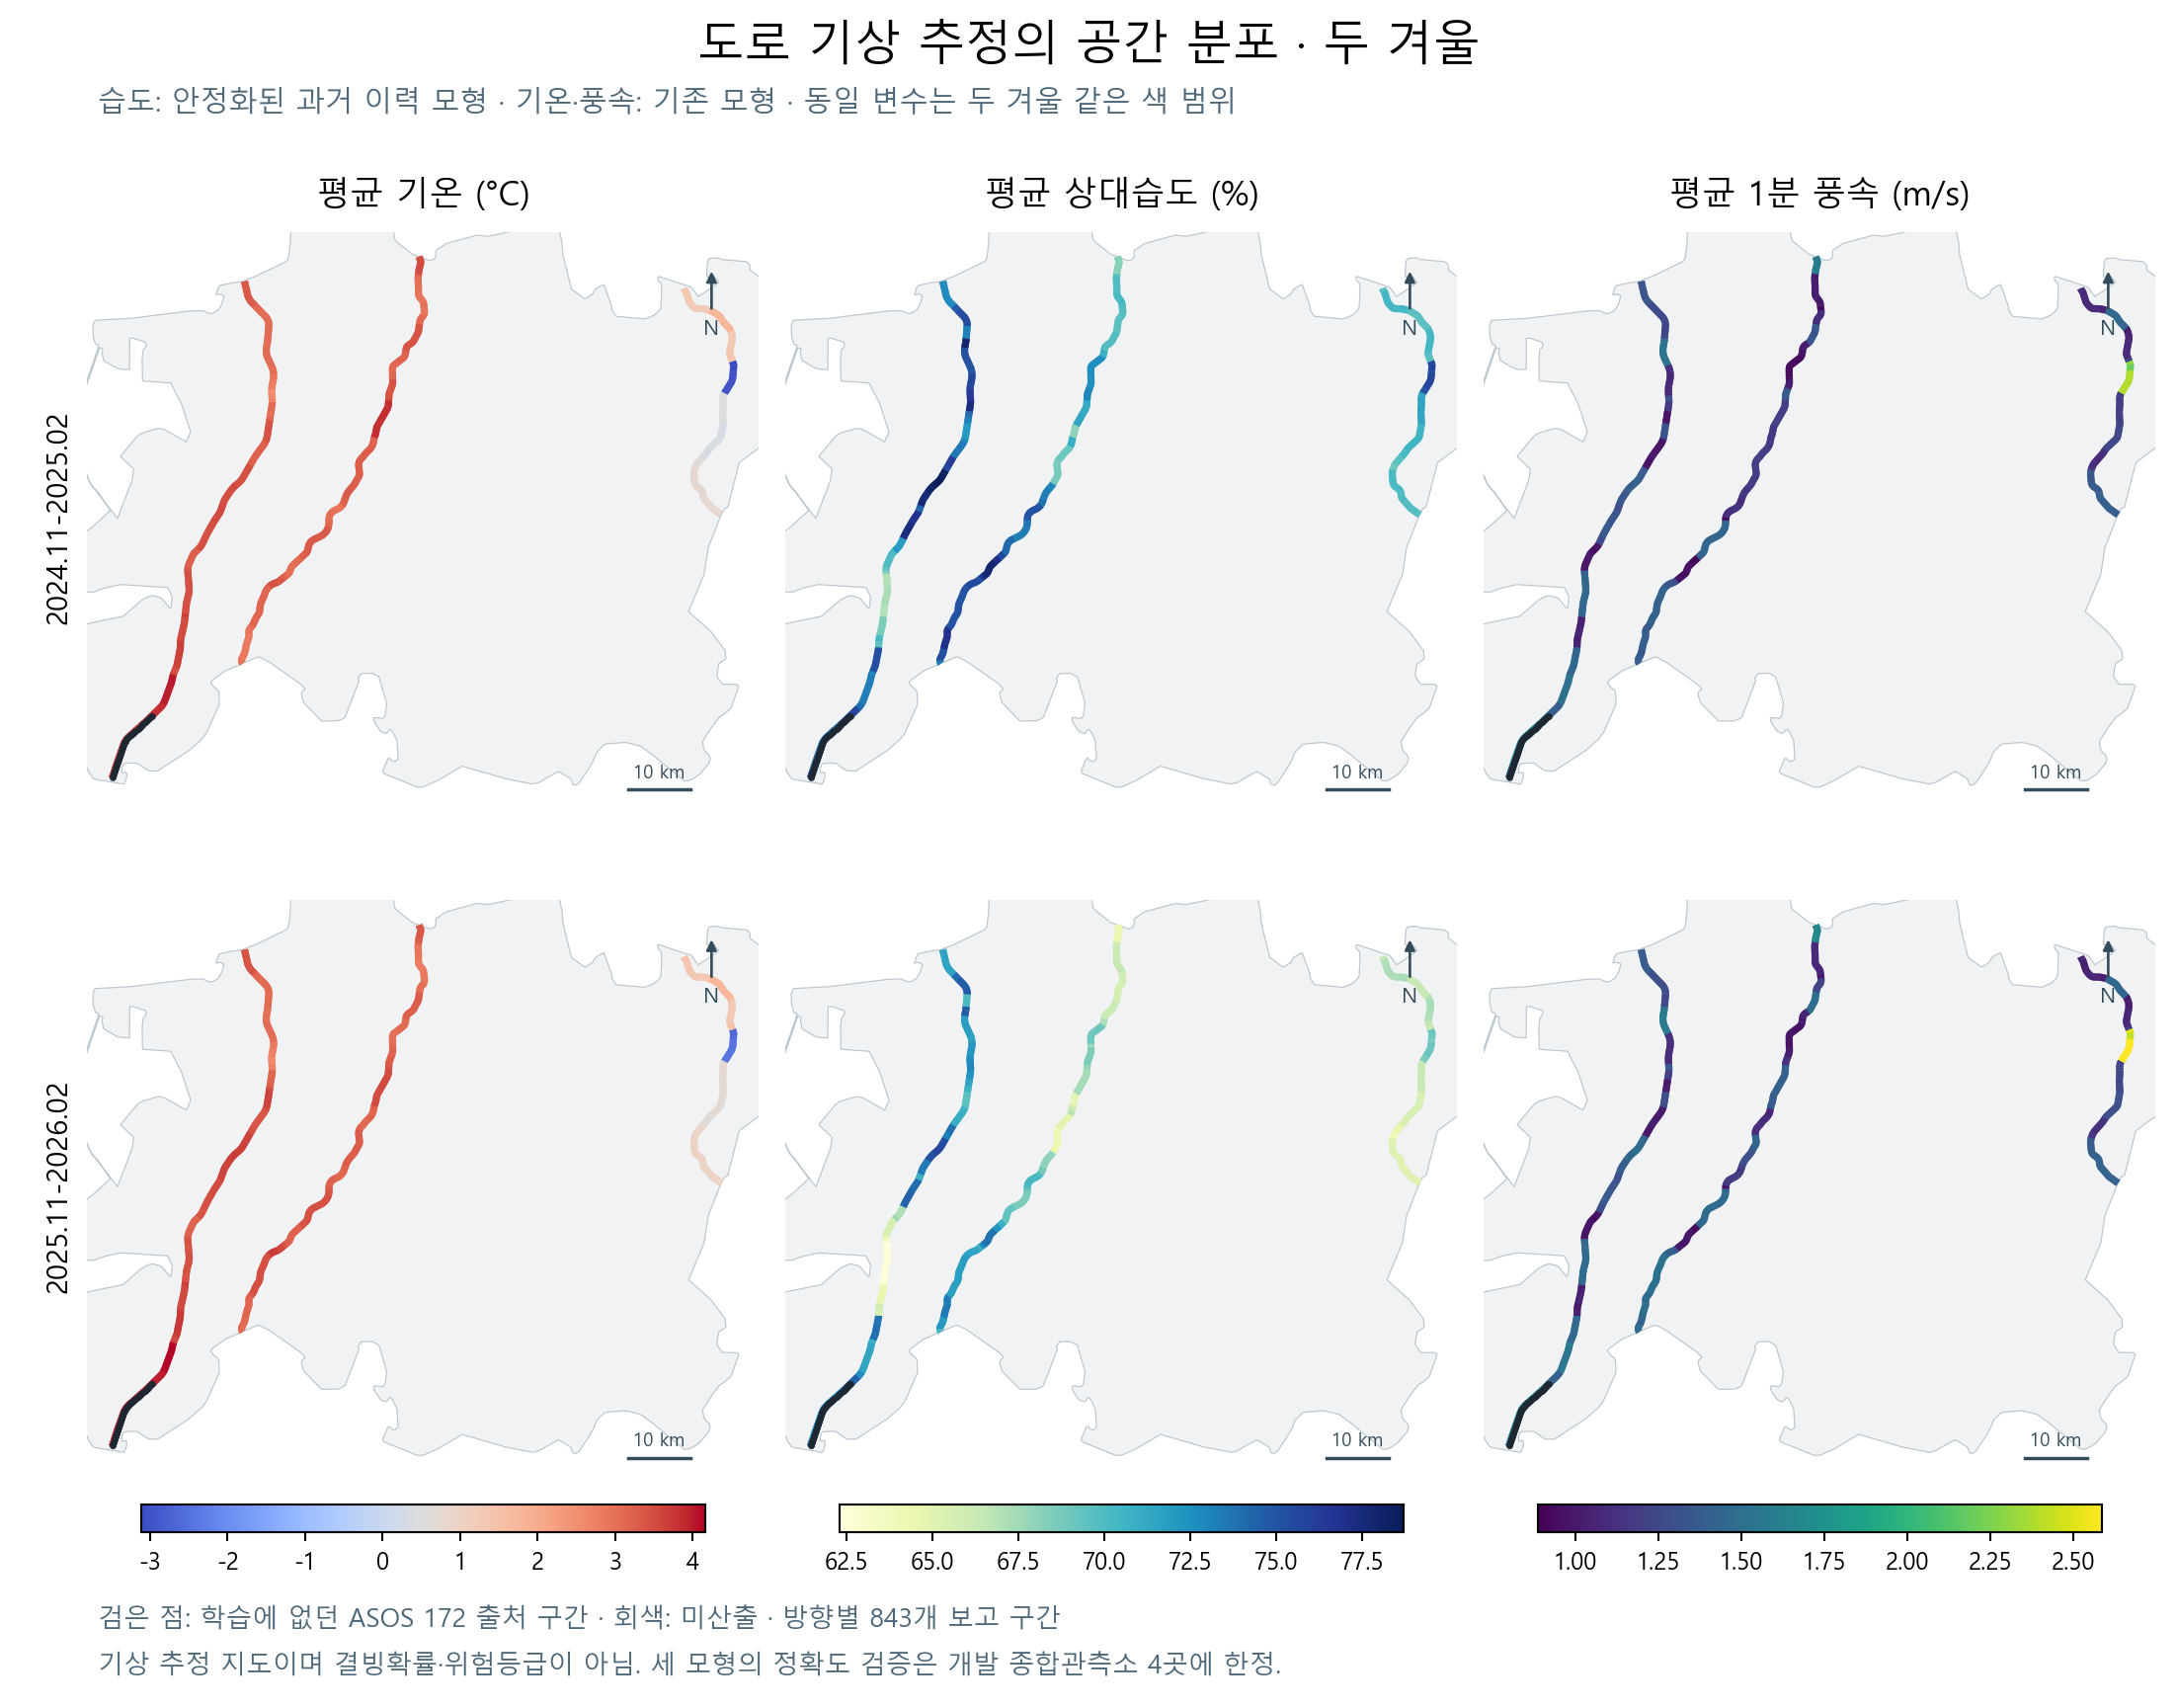 도로 기상 추정의 공간 분포 · 두 겨울
습도: 안정화된 과거 이력 모형 · 기온·풍속: 기존 모형 · 동일 변수는 두 겨울 같은 색 범위
평균 기온 (°C)
평균 상대습도 (%)
평균 1분 풍속 (m/s)
2024.11-2025.02
N
10 km
N
10 km
N
10 km
2025.11-2026.02
N
10 km
N
10 km
N
10 km
-3 -2 -1 0 1 2 3 4
62.5 65.0 67.5 70.0 72.5 75.0 77.5
1.00 1.25 1.50 1.75 2.00 2.25 2.50
검은 점: 학습에 없던 ASOS 172 출처 구간 · 회색: 미산출 · 방향별 843개 보고 구간
기상 추정 지도이며 결빙확률·위험등급이 아님. 세 모형의 정확도 검증은 개발 종합관측소 4곳에 한정.